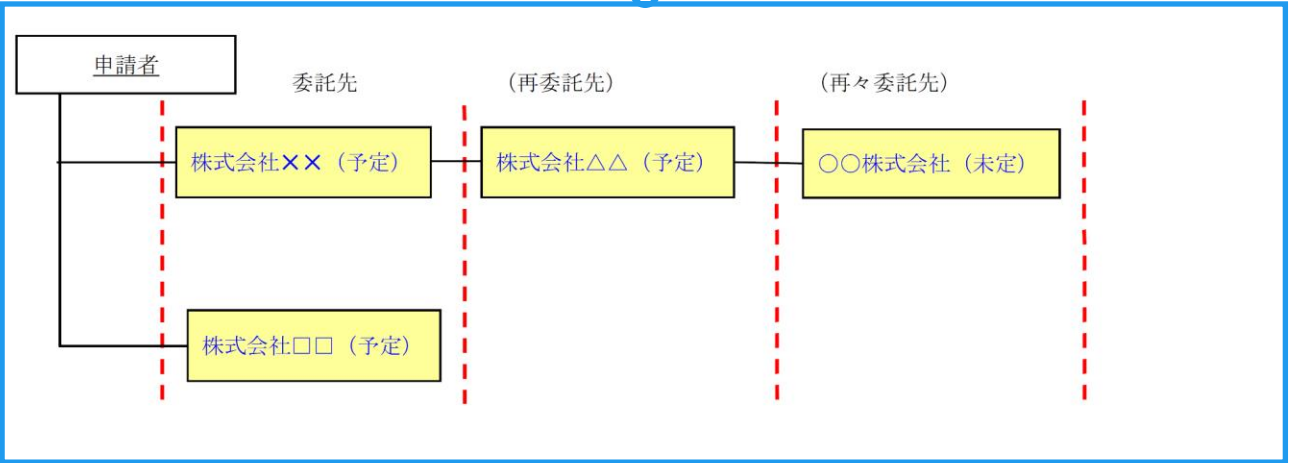 申請者
委託先
(再委託先)
(再々委託先)
株式会社××（予定）
株式会社△△（予定）
○○株式会社（未定）
株式会社□□（予定）